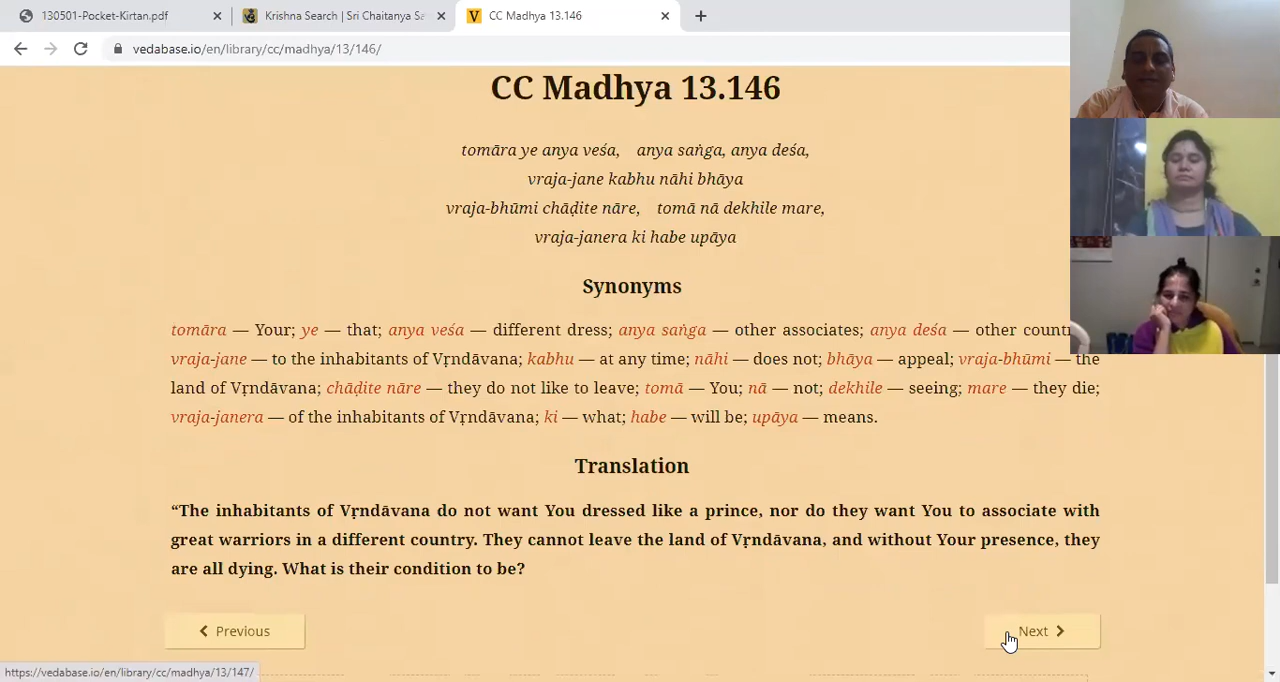 130501-Pocket-Kirtan.pdf
Krishna Search | Sri Chaitanya Sa
CC Madhya 13.146
vedabase.io/en/library/cc/madhya/13/146/
CC Madhya 13.146
tomāra ye anya veśa, anya saṅga, anya deśa,
vraja-jane kabhu nāhi bhāya
vraja-bhūmi chāḍite nāre, tomā nā dekhile mare,
vraja-janera ki habe upāya
Synonyms
tomāra — Your; ye — that; anya veśa — different dress; anya saṅga — other associates; anya deśa — other count
vraja-jane — to the inhabitants of Vṛndāvana; kabhu — at any time; nāhi — does not; bhāya — appeal; vraja-bhūmi — the
land of Vṛndāvana; chāḍite nāre — they do not like to leave; tomā — You; nā — not; dekhile — seeing; mare — they die;
vraja-janera — of the inhabitants of Vṛndāvana; ki — what; habe — will be; upāya — means.
Translation
“The inhabitants of Vṛndāvana do not want You dressed like a prince, nor do they want You to associate with
great warriors in a different country. They cannot leave the land of Vṛndāvana, and without Your presence, they
are all dying. What is their condition to be?
Previous
Next
https://vedabase.io/en/library/cc/madhya/13/147/